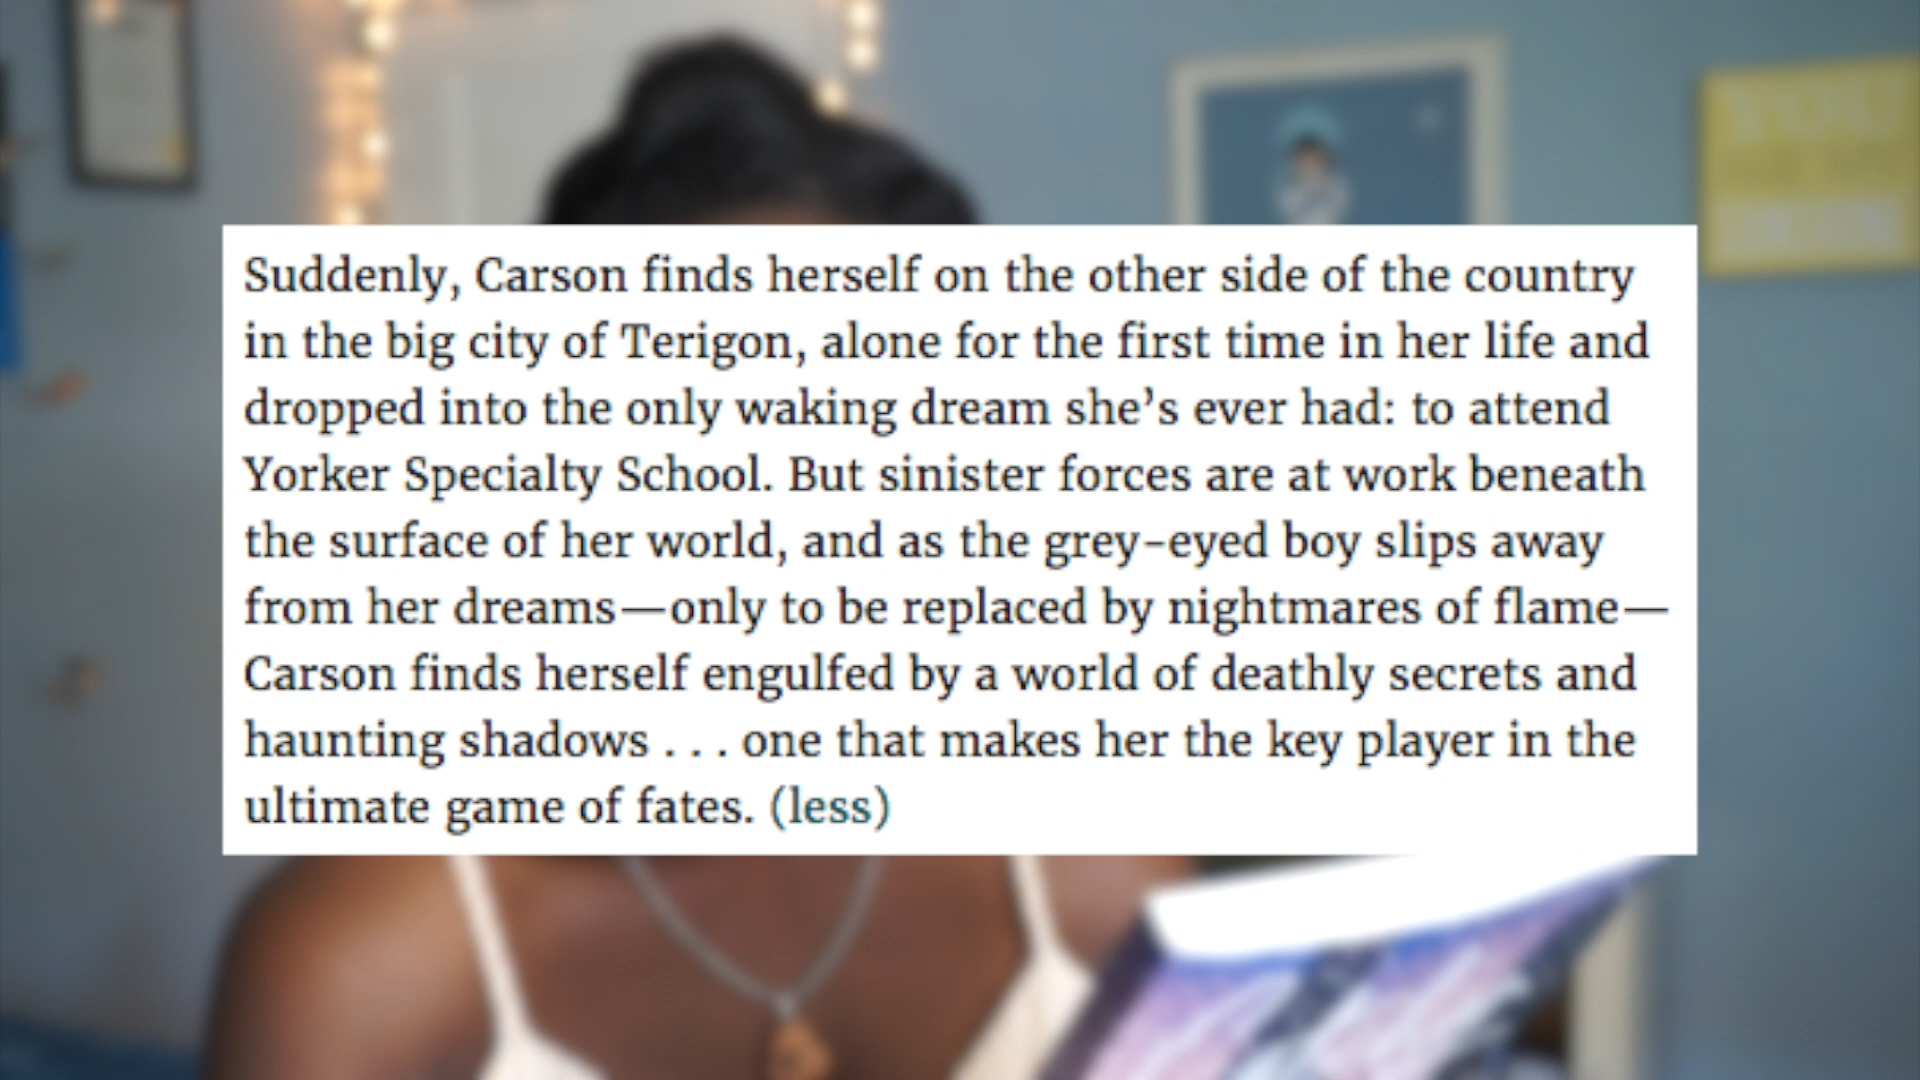 Suddenly, Carson finds herself on the other side of the country
in the big city of Terigon, alone for the first time in her life and
dropped into the only waking dream she’s ever had: to attend
Yorker Specialty School. But sinister forces are at work beneath
the surface of her world, and as the grey-eyed boy slips away
from her dreams—only to be replaced by nightmares of flame—
Carson finds herself engulfed by a world of deathly secrets and
haunting shadows . . . one that makes her the key player in the
ultimate game of fates. (less)
YOU